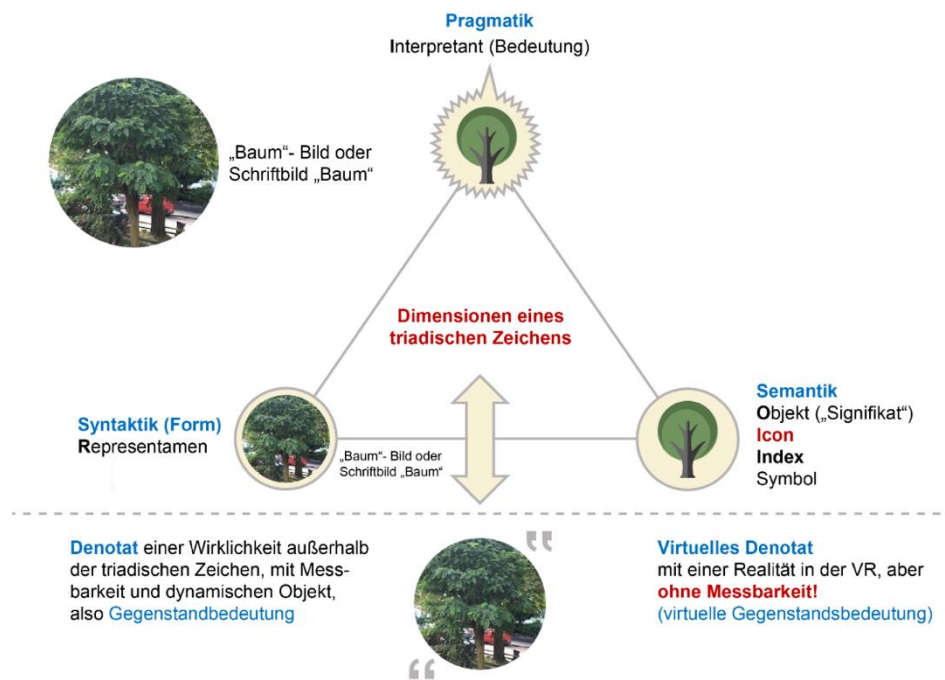 Pragmatik
Interpretant (Bedeutung)
„Baum“- Bild oder
Schriftbild „Baum“
Dimensionen eines
triadischen Zeichens
Syntaktik (Form)
Representamen
„Baum“- Bild oder
Schriftbild „Baum“
Semantik
Objekt („Signifikat“)
Icon
Index
Symbol
Denotat einer Wirklichkeit außerhalb
der triadischen Zeichen, mit Mess-
barkeit und dynamischen Objekt,
also Gegenstandbedeutung
Virtuelles Denotat
mit einer Realität in der VR, aber
ohne Messbarkeit!
(virtuelle Gegenstandsbedeutung)